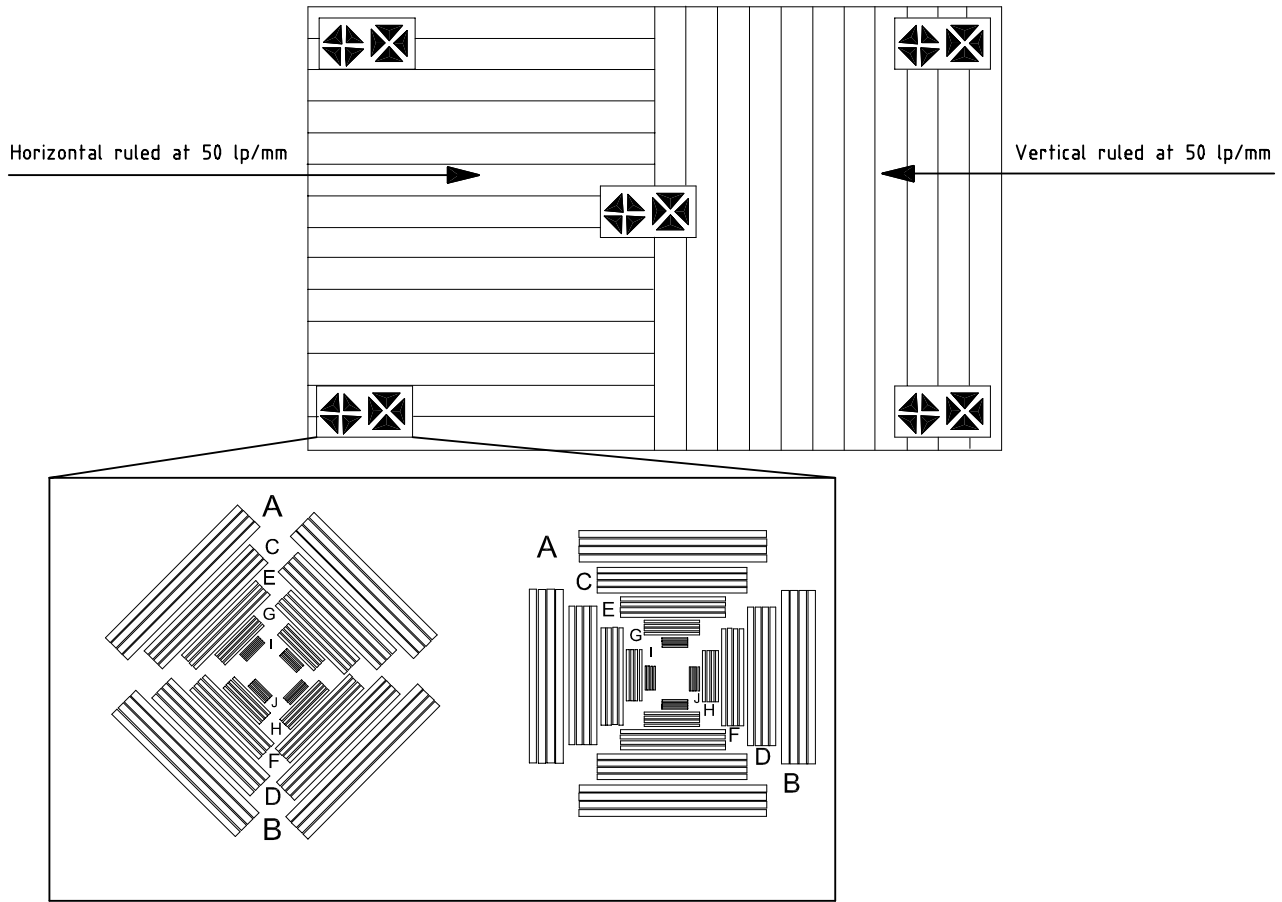 Horizontal ruled at 50 lp/mm
Vertical ruled at 50 lp/mm
A
C
E
G
I
J
H
F
D
B
A
C
E
G
I
J
H
F
D
B